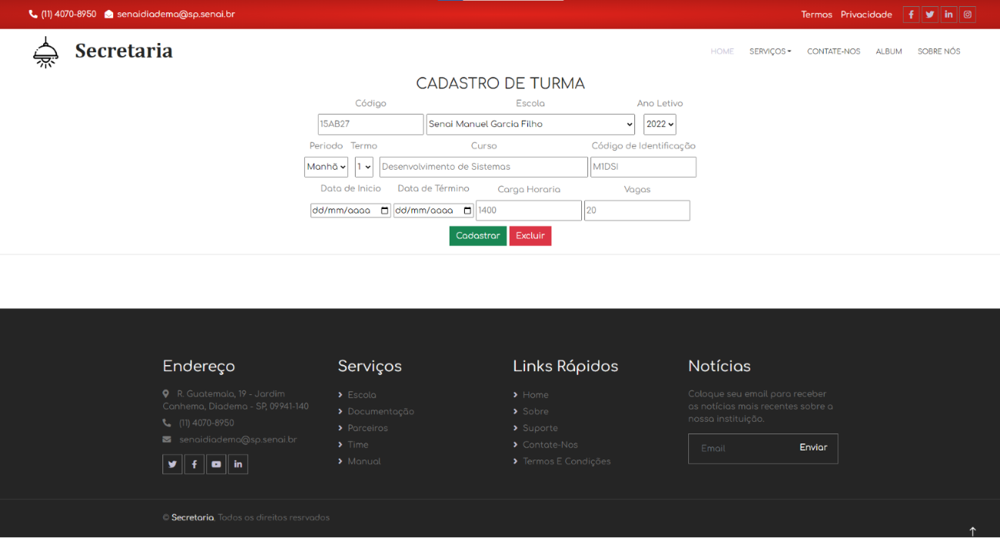 (11) 4070-8950 senaidiadema@sp.senai.br Termos Privacidade
Secretaria HOME SERVIÇOS CONTATE-NOS ALBUM SOBRE NÓS
CADASTRO DE TURMA
Código Escola Ano Letivo
15AB27 Senai Manuel Garcia Filho 2022
Periodo Termo Curso Código de Identificação
Manhã 1 Desenvolvimento de Sistemas M1DSI
Data de Inicio Data de Término Carga Horaria Vagas
dd/mm/aaaa dd/mm/aaaa 1400 20
Cadastrar Excluir
Endereço
R. Guatemala, 19 - Jardim
Canhema, Diadema - SP, 09941-140
(11) 4070-8950
senaidiadema@sp.senai.br
Serviços
Escola
Documentação
Parceiros
Time
Manual
Links Rápidos
Home
Sobre
Suporte
Contate-Nos
Termos E Condições
Notícias
Coloque seu email para receber
as notícias mais recentes sobre a
nossa instituição.
Email Enviar
© Secretaria. Todos os direitos resrvados